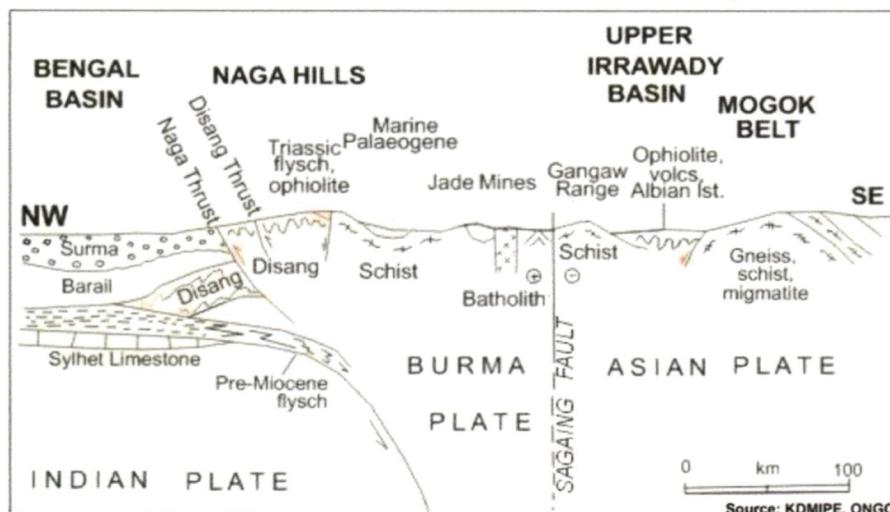 BENGAL
BASIN
NAGA HILLS
UPPER
IRRAWADY
BASIN
MOGOK
BELT
Naga Thrust
Disang Thrust
Triassic
flysch,
ophiolite
Marine
Palaeogene
Jade Mines
Gangaw
Range
Ophiolite,
volcs,
Albian lst.
NW
SE
Surma
Barail
Disang
Disang
Schist
Batholith
Schist
Gneiss,
schist,
migmatite
Sylhet Limestone
Pre-Miocene
flysch
BURMA
PLATE
SAGAING FAULT
ASIAN PLATE
INDIAN PLATE
0 km 100
Source: KDMIPE, ONGC